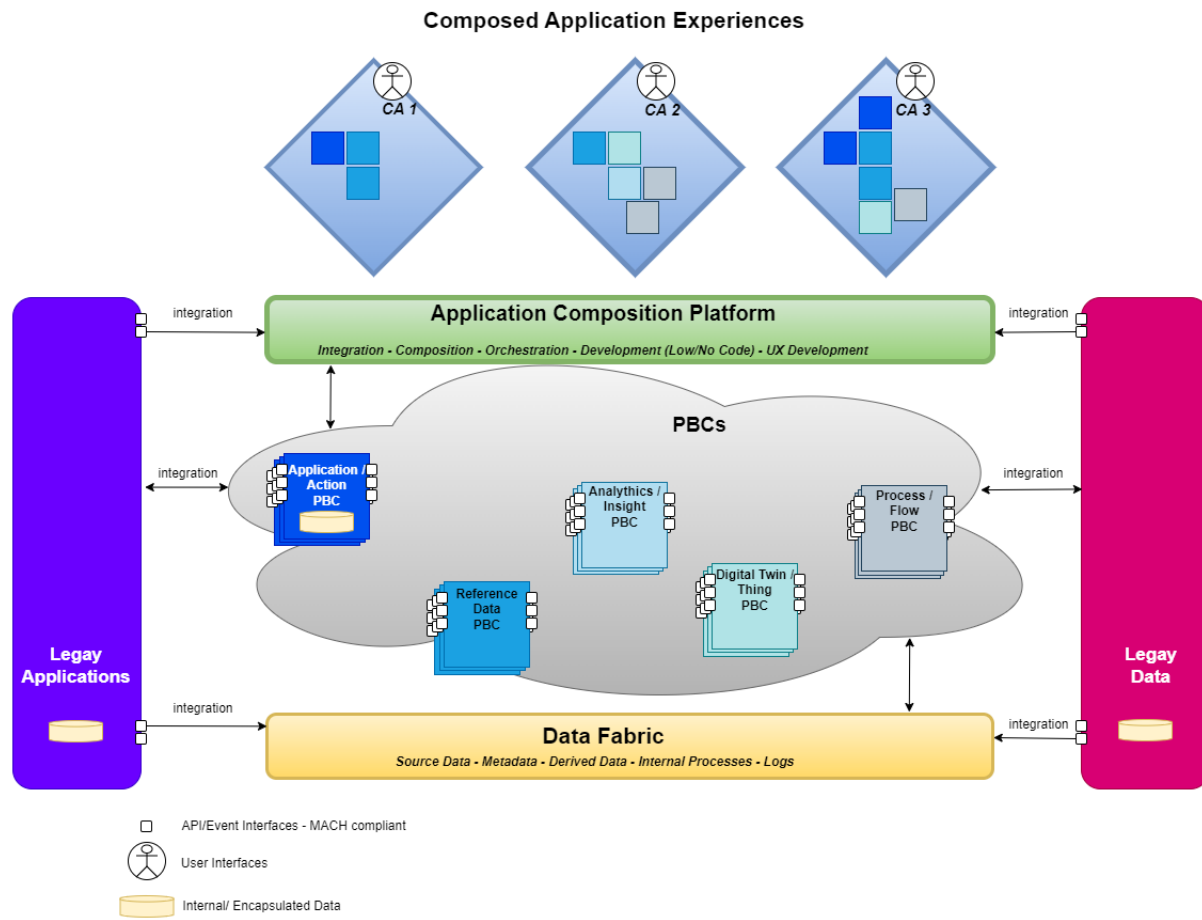 Composed Application Experiences
CA 1
CA 2
CA 3
integration
Application Composition Platform
Integration - Composition - Orchestration - Development (Low/No Code) - UX Development
integration
PBCs
integration
Application /
Action
PBC
Analythics /
Insight
PBC
Process /
Flow
PBC
integration
Reference
Data
PBC
Digital Twin /
Thing
PBC
Legay
Applications
Legay
Data
integration
Data Fabric
Source Data - Metadata - Derived Data - Internal Processes - Logs
integration
API/Event Interfaces - MACH compliant
User Interfaces
Internal/ Encapsulated Data